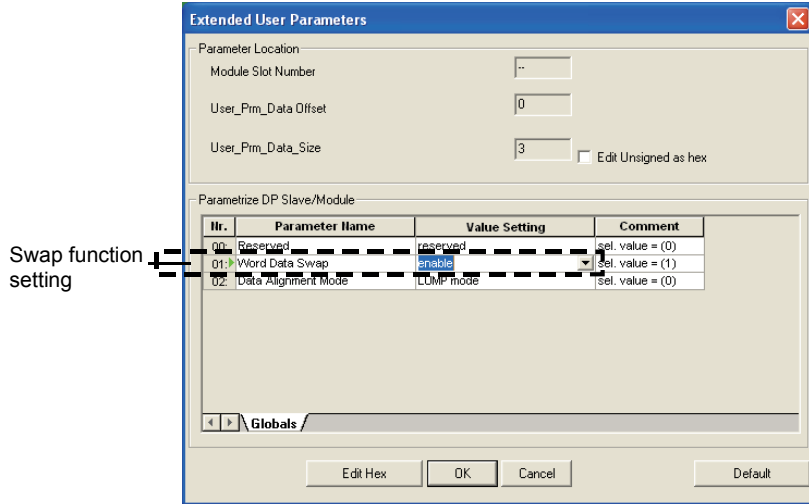 Extended User Parameters
Parameter Location
Module Slot Number --
User_Prm_Data Offset 0
User_Prm_Data_Size 3 Edit Unsigned as hex
Parametrize DP Slave/Module
Nr. Parameter Name Value Setting Comment
00: Reserved reserved sel. value = (0)
Swap function setting
01: Word Data Swap enable sel. value = (1)
02: Data Alignment Mode LUMP mode sel. value = (0)
Globals
Edit Hex OK Cancel Default